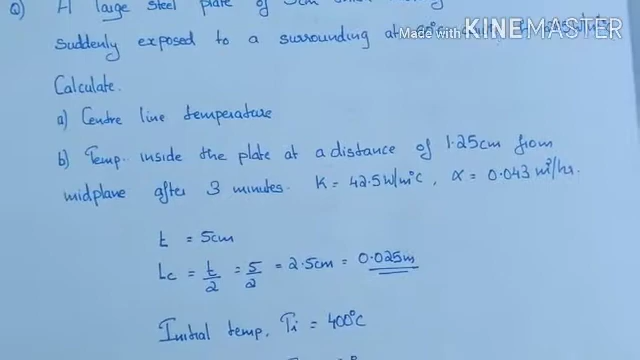 Q) A large steel plate of 5cm
Made with KINEMASTER
suddenly exposed to a surrounding at
Calculate.
a) Centre line temperature
b) Temp. inside the plate at a distance of 1.25cm from
midplane after 3 minutes. K = 42.5W/m°C, α = 0.043 m²/hr.
t = 5cm
Lc = t/2 = 5/2 = 2.5cm = 0.025m
Initial temp, Ti = 400°C